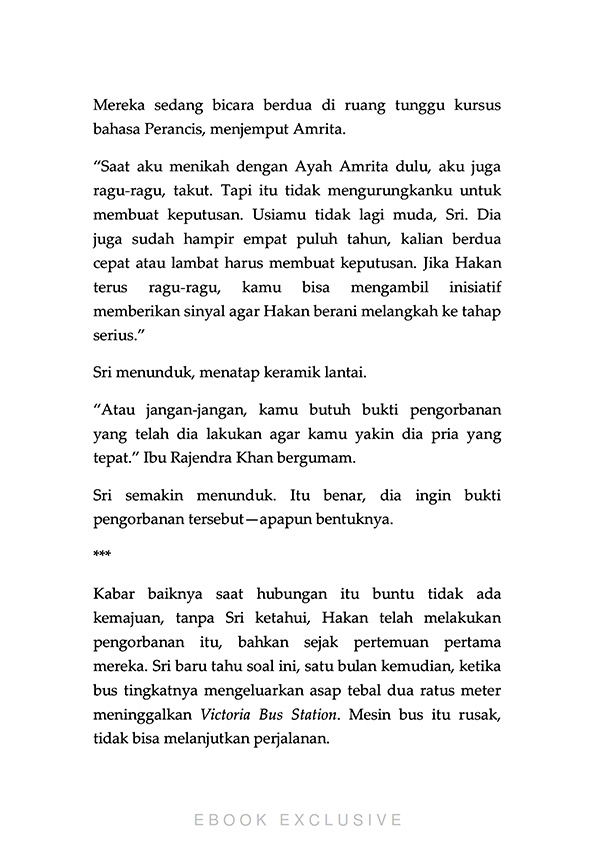 Mereka sedang bicara berdua di ruang tunggu kursus
bahasa Perancis, menjemput Amrita.
“Saat aku menikah dengan Ayah Amrita dulu, aku juga
ragu-ragu, takut. Tapi itu tidak mengurungkanku untuk
membuat keputusan. Usiamu tidak lagi muda, Sri. Dia
juga sudah hampir empat puluh tahun, kalian berdua
cepat atau lambat harus membuat keputusan. Jika Hakan
terus ragu-ragu, kamu bisa mengambil inisiatif
memberikan sinyal agar Hakan berani melangkah ke tahap
serius.”
Sri menunduk, menatap keramik lantai.
“Atau jangan-jangan, kamu butuh bukti pengorbanan
yang telah dia lakukan agar kamu yakin dia pria yang
tepat.” Ibu Rajendra Khan bergumam.
Sri semakin menunduk. Itu benar, dia ingin bukti
pengorbanan tersebut—apapun bentuknya.
***
Kabar baiknya saat hubungan itu buntu tidak ada
kemajuan, tanpa Sri ketahui, Hakan telah melakukan
pengorbanan itu, bahkan sejak pertemuan pertama
mereka. Sri baru tahu soal ini, satu bulan kemudian, ketika
bus tingkatnya mengeluarkan asap tebal dua ratus meter
meninggalkan Victoria Bus Station. Mesin bus itu rusak,
tidak bisa melanjutkan perjalanan.
EBOOK EXCLUSIVE